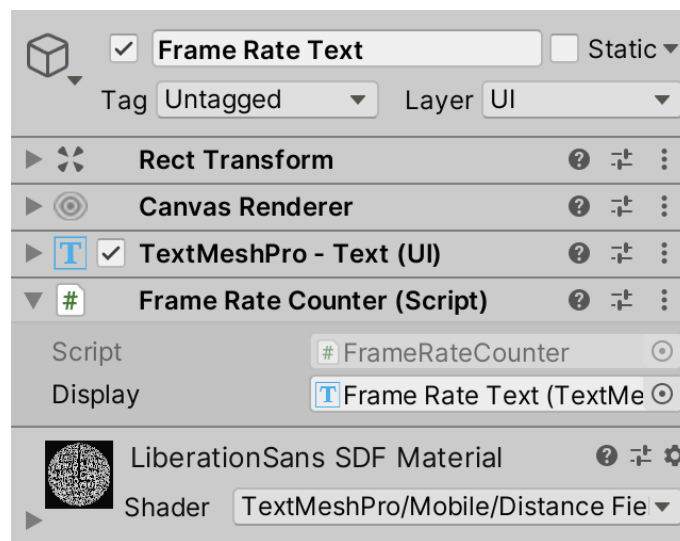 Frame Rate Text Static
Tag Untagged Layer UI
Rect Transform
Canvas Renderer
TextMeshPro - Text (UI)
# Frame Rate Counter (Script)
Script # FrameRateCounter
Display T Frame Rate Text (TextMe
LiberationSans SDF Material
Shader TextMeshPro/Mobile/Distance Fie